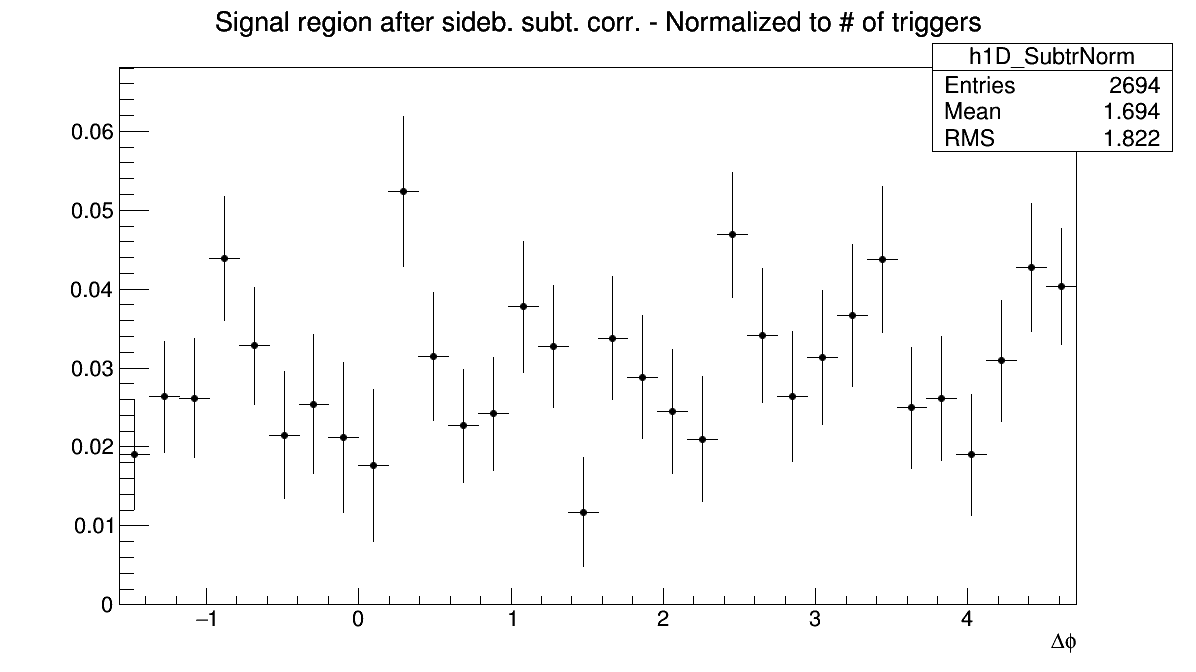 Signal region after sideb. subt. corr. - Normalized to # of triggers
h1D_SubtrNorm
Entries 2694
Mean 1.694
RMS 1.822
0.06
0.05
0.04
0.03
0.02
0.01
0
−1 0 1 2 3 4
Δϕ